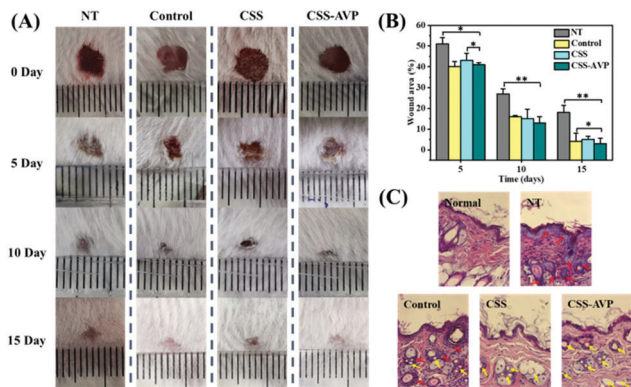 (A) NT Control CSS CSS-AVP
0 Day
5 Day
10 Day
15 Day
(B)
Wound area (%)
60
50
40
30
20
10
0
NT
Control
CSS
CSS-AVP
*
*
**
**
*
5 10 15
Time (days)
(C)
Normal NT
Control CSS CSS-AVP